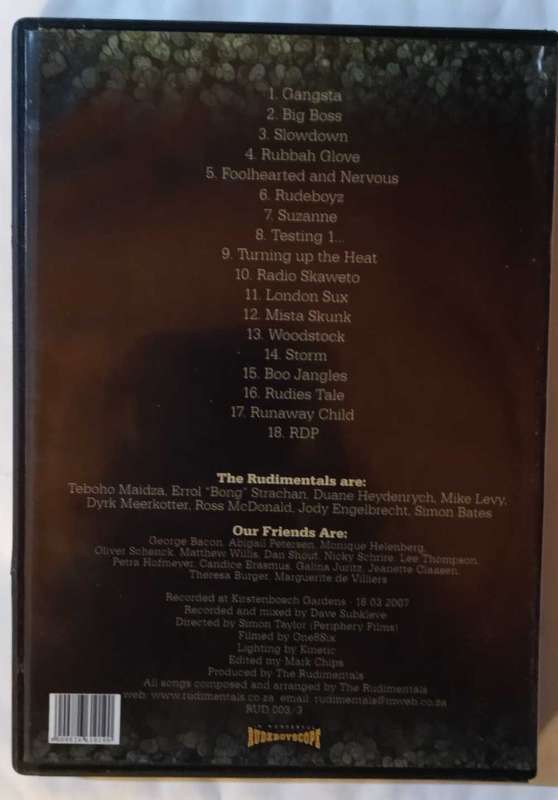 1. Gangsta
2. Big Boss
3. Slowdown
4. Rubbah Glove
5. Foolhearted and Nervous
6. Rudeboyz
7. Suzanne
8. Testing 1...
9. Turning up the Heat
10. Radio Skaweto
11. London Sux
12. Mista Skunk
13. Woodstock
14. Storm
15. Boo Jangles
16. Rudies Tale
17. Runaway Child
18. RDP
The Rudimentals are:
Teboho Maidza, Errol "Bong" Strachan, Duane Heydenrych, Mike Levy,
Dyrk Meerkotter, Ross McDonald, Jody Engelbrecht, Simon Bates
Our Friends Are:
George Bacon, Abigail Petersen, Monique Hellenberg,
Oliver Schenck, Matthew Willis, Dan Shout, Nicky Schrire, Lee Thompson,
Petra Hofmeyer, Candice Erasmus, Galina Juritz, Jeanette Claasen,
Theresa Burger, Marguerite de Villiers
Recorded at Kirstenbosch Gardens - 18 03 2007
Recorded and mixed by Dave Subkleve
Directed by Simon Taylor (Periphery Films)
Filmed by One8Six
Lighting by Kinetic
Edited my Mark Chips
Produced by The Rudimentals
All songs composed and arranged by The Rudimentals
web: www.rudimentals.co.za email: rudimentals@mweb.co.za
RUD 003/3
RUDEBOYSCOPE